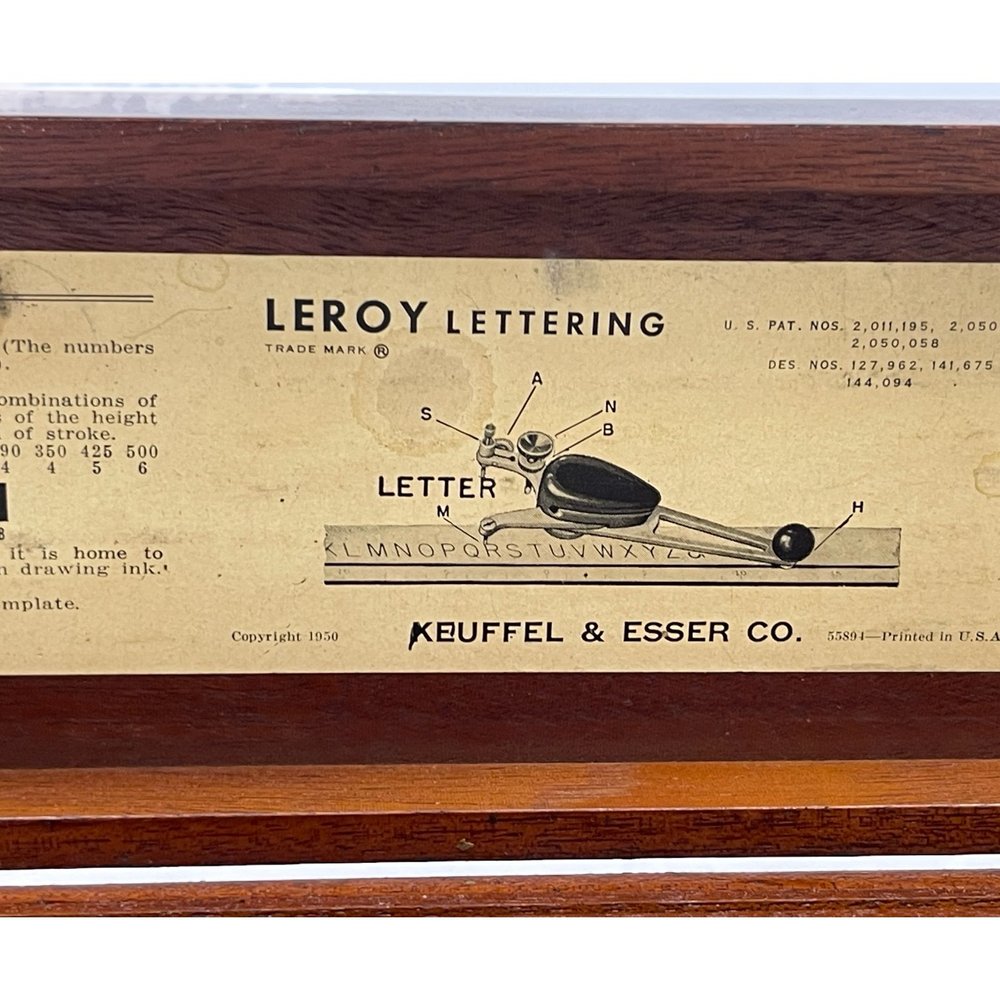 (The numbers
ombinations of
of the height
of stroke.
90 350 425 500
4 4 5 6
8
it is home to
drawing ink.
mplate.
LEROY LETTERING
TRADE MARK ®
U. S. PAT. NOS. 2,011,195, 2,050
2,050,058
DES. NOS. 127,962, 141,675
144,094
A
S
N
B
LETTER
M
H
KLMNOPQRSTUVWXYZ&
Copyright 1950
KEUFFEL & ESSER CO.
55894—Printed in U.S.A